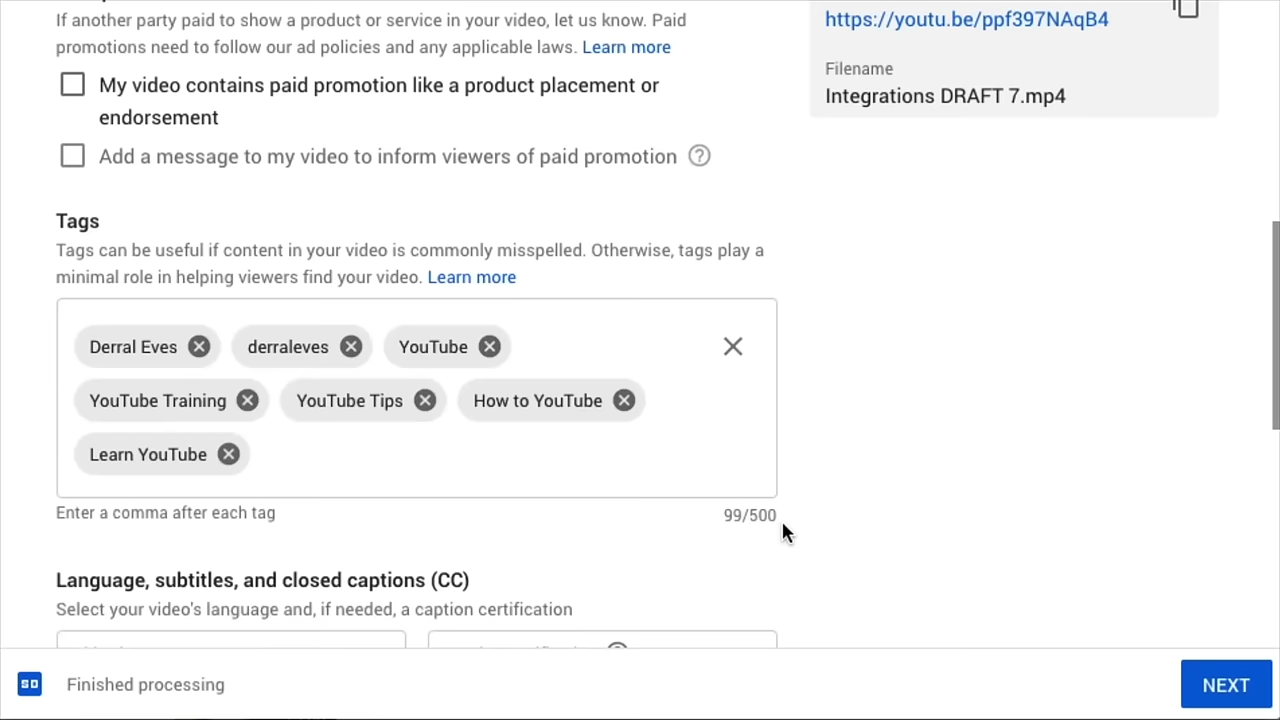 If another party paid to show a product or service in your video, let us know. Paid
promotions need to follow our ad policies and any applicable laws. Learn more
My video contains paid promotion like a product placement or
endorsement
Add a message to my video to inform viewers of paid promotion
Tags
Tags can be useful if content in your video is commonly misspelled. Otherwise, tags play a
minimal role in helping viewers find your video. Learn more
Derral Eves derraleves YouTube
YouTube Training YouTube Tips How to YouTube
Learn YouTube
Enter a comma after each tag 99/500
Language, subtitles, and closed captions (CC)
Select your video's language and, if needed, a caption certification
https://youtu.be/ppf397NAqB4
Filename
Integrations DRAFT 7.mp4
SD Finished processing
NEXT